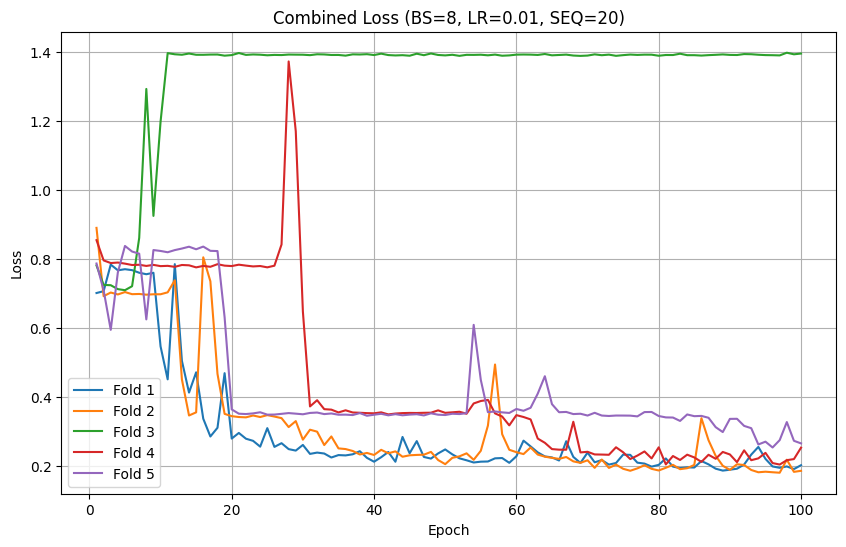 Combined Loss (BS=8, LR=0.01, SEQ=20)
1.4
1.2
1.0
0.8
0.6
0.4
0.2
Loss
Fold 1
Fold 2
Fold 3
Fold 4
Fold 5
0 20 40 60 80 100
Epoch